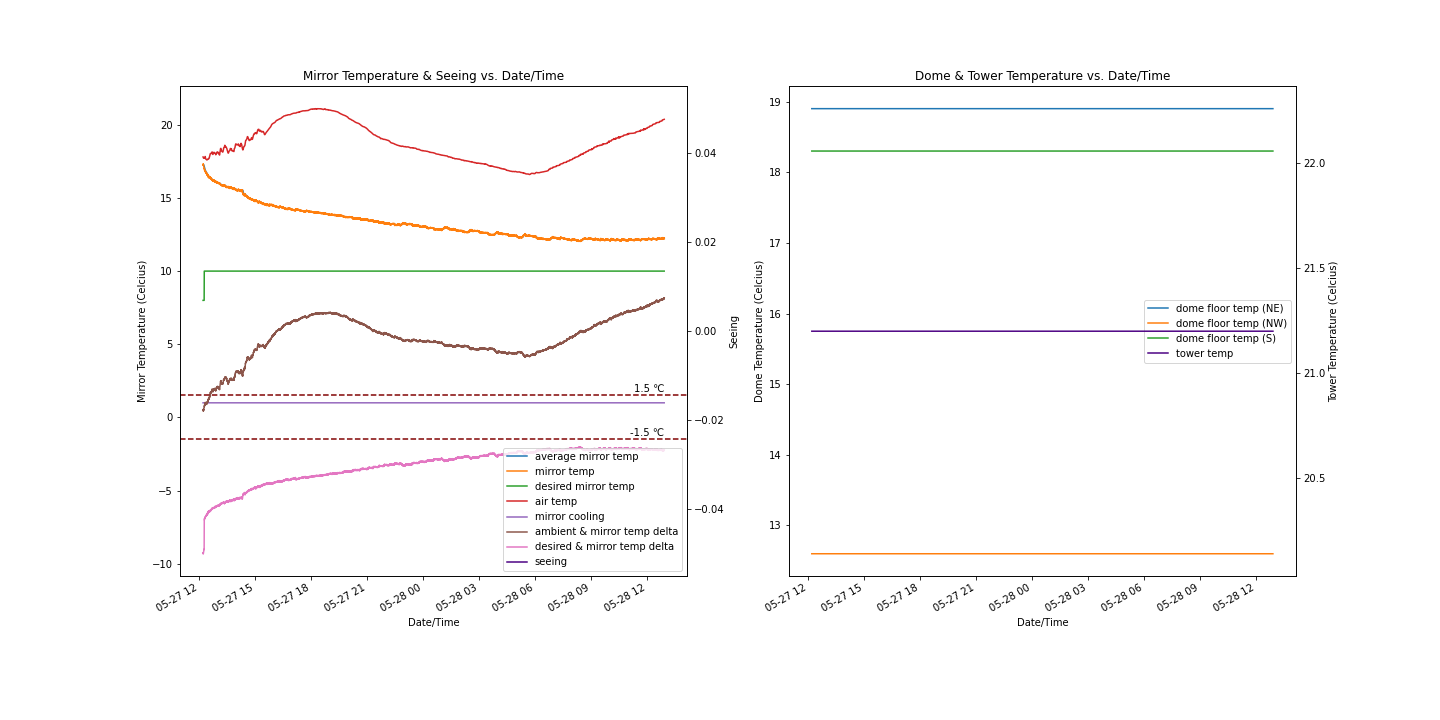 Mirror Temperature & Seeing vs. Date/Time
Mirror Temperature (Celcius)
20
15
10
5
0
−5
−10
0.04
0.02
0.00
−0.02
−0.04
Seeing
1.5 °C
-1.5 °C
average mirror temp
mirror temp
desired mirror temp
air temp
mirror cooling
ambient & mirror temp delta
desired & mirror temp delta
seeing
05-27 12
05-27 15
05-27 18
05-27 21
05-28 00
05-28 03
05-28 06
05-28 09
05-28 12
Date/Time
Dome & Tower Temperature vs. Date/Time
Dome Temperature (Celcius)
19
18
17
16
15
14
13
22.0
21.5
21.0
20.5
Tower Temperature (Celcius)
dome floor temp (NE)
dome floor temp (NW)
dome floor temp (S)
tower temp
05-27 12
05-27 15
05-27 18
05-27 21
05-28 00
05-28 03
05-28 06
05-28 09
05-28 12
Date/Time